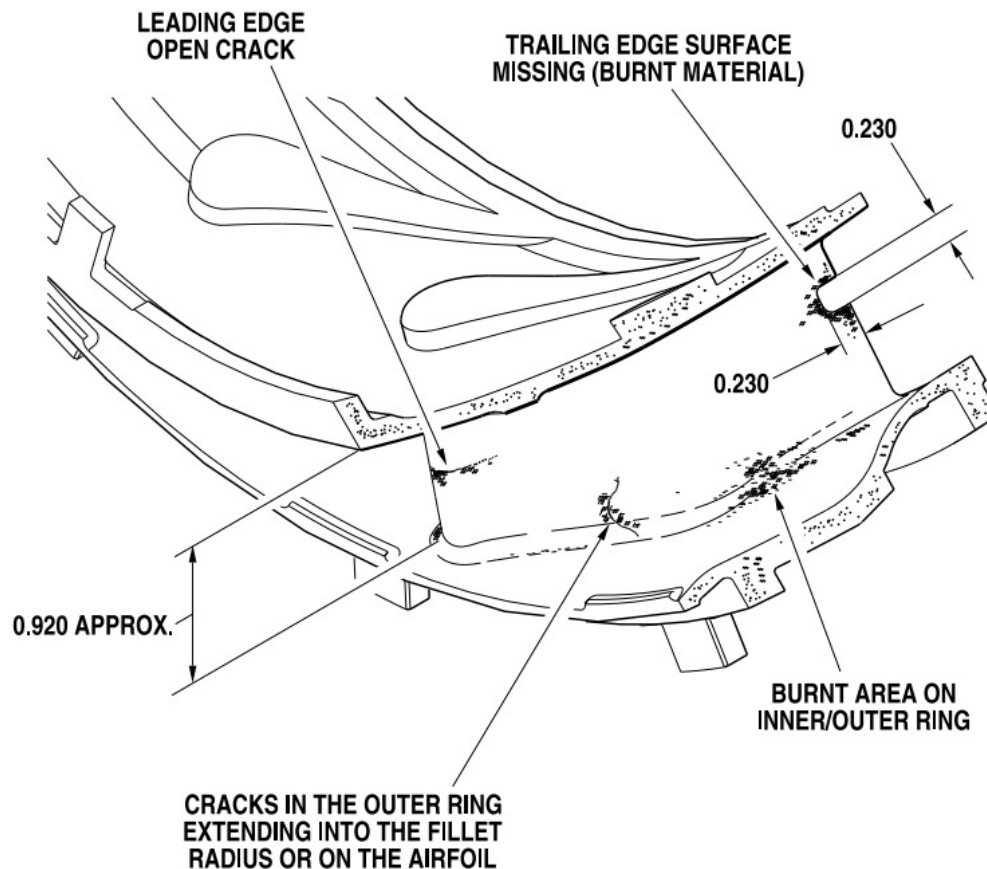 LEADING EDGE
OPEN CRACK
TRAILING EDGE SURFACE
MISSING (BURNT MATERIAL)
0.230
0.230
0.920 APPROX.
BURNT AREA ON
INNER/OUTER RING
CRACKS IN THE OUTER RING
EXTENDING INTO THE FILLET
RADIUS OR ON THE AIRFOIL